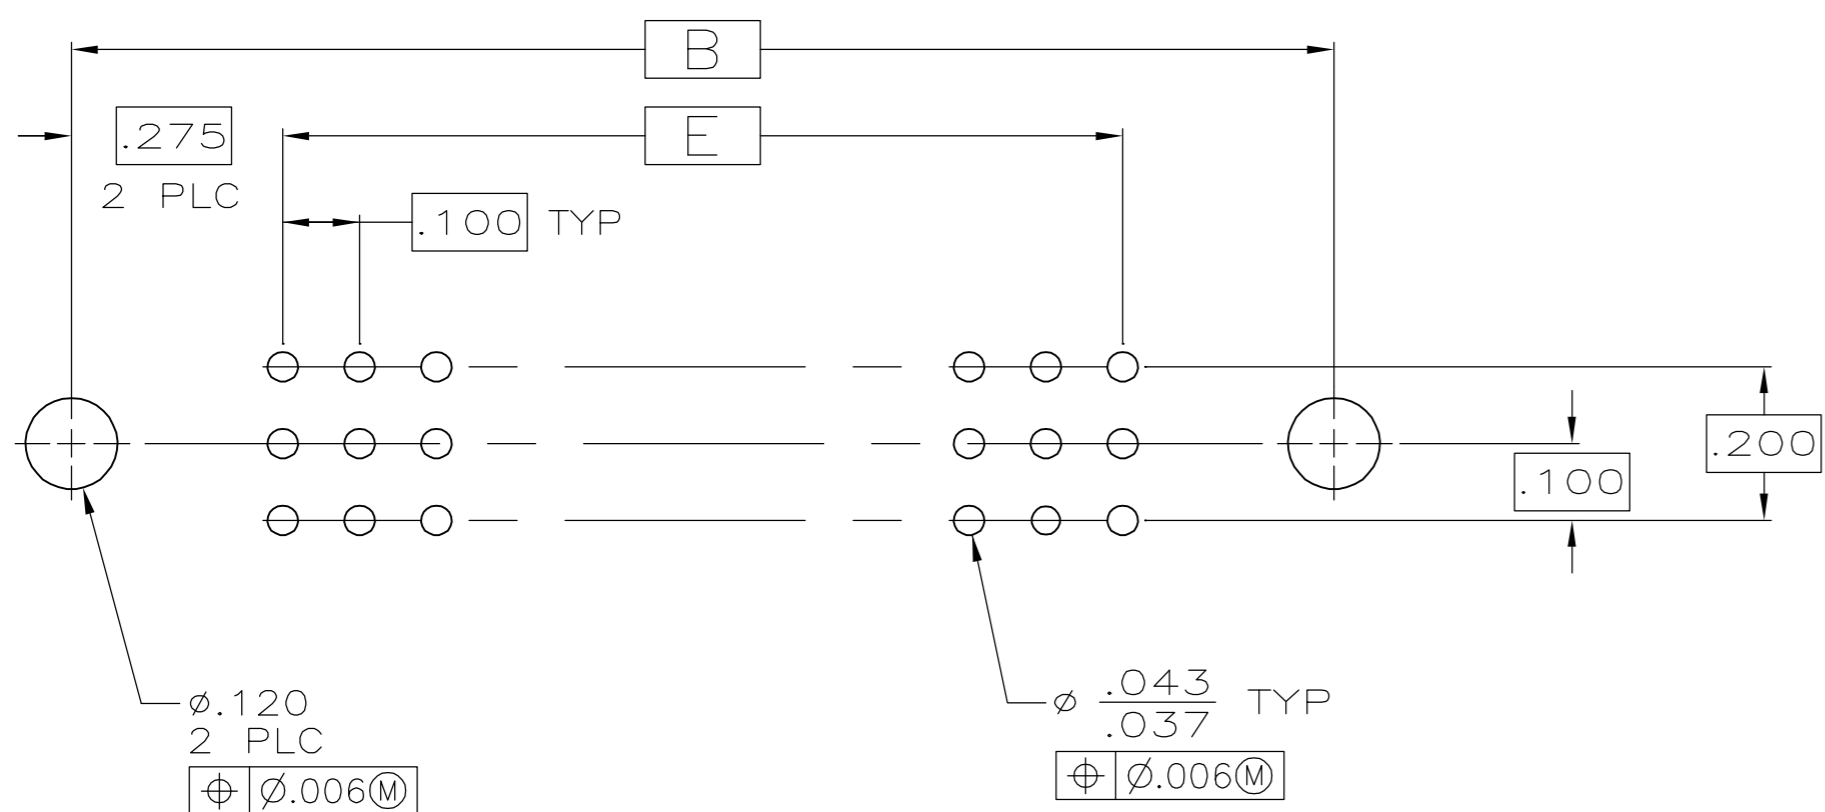 B
.275
E
2 PLC
.100 TYP
.200
.100
⌀.120
2 PLC
⌖ ⌀.006Ⓜ
⌀ .043
.037 TYP
⌖ ⌀.006Ⓜ